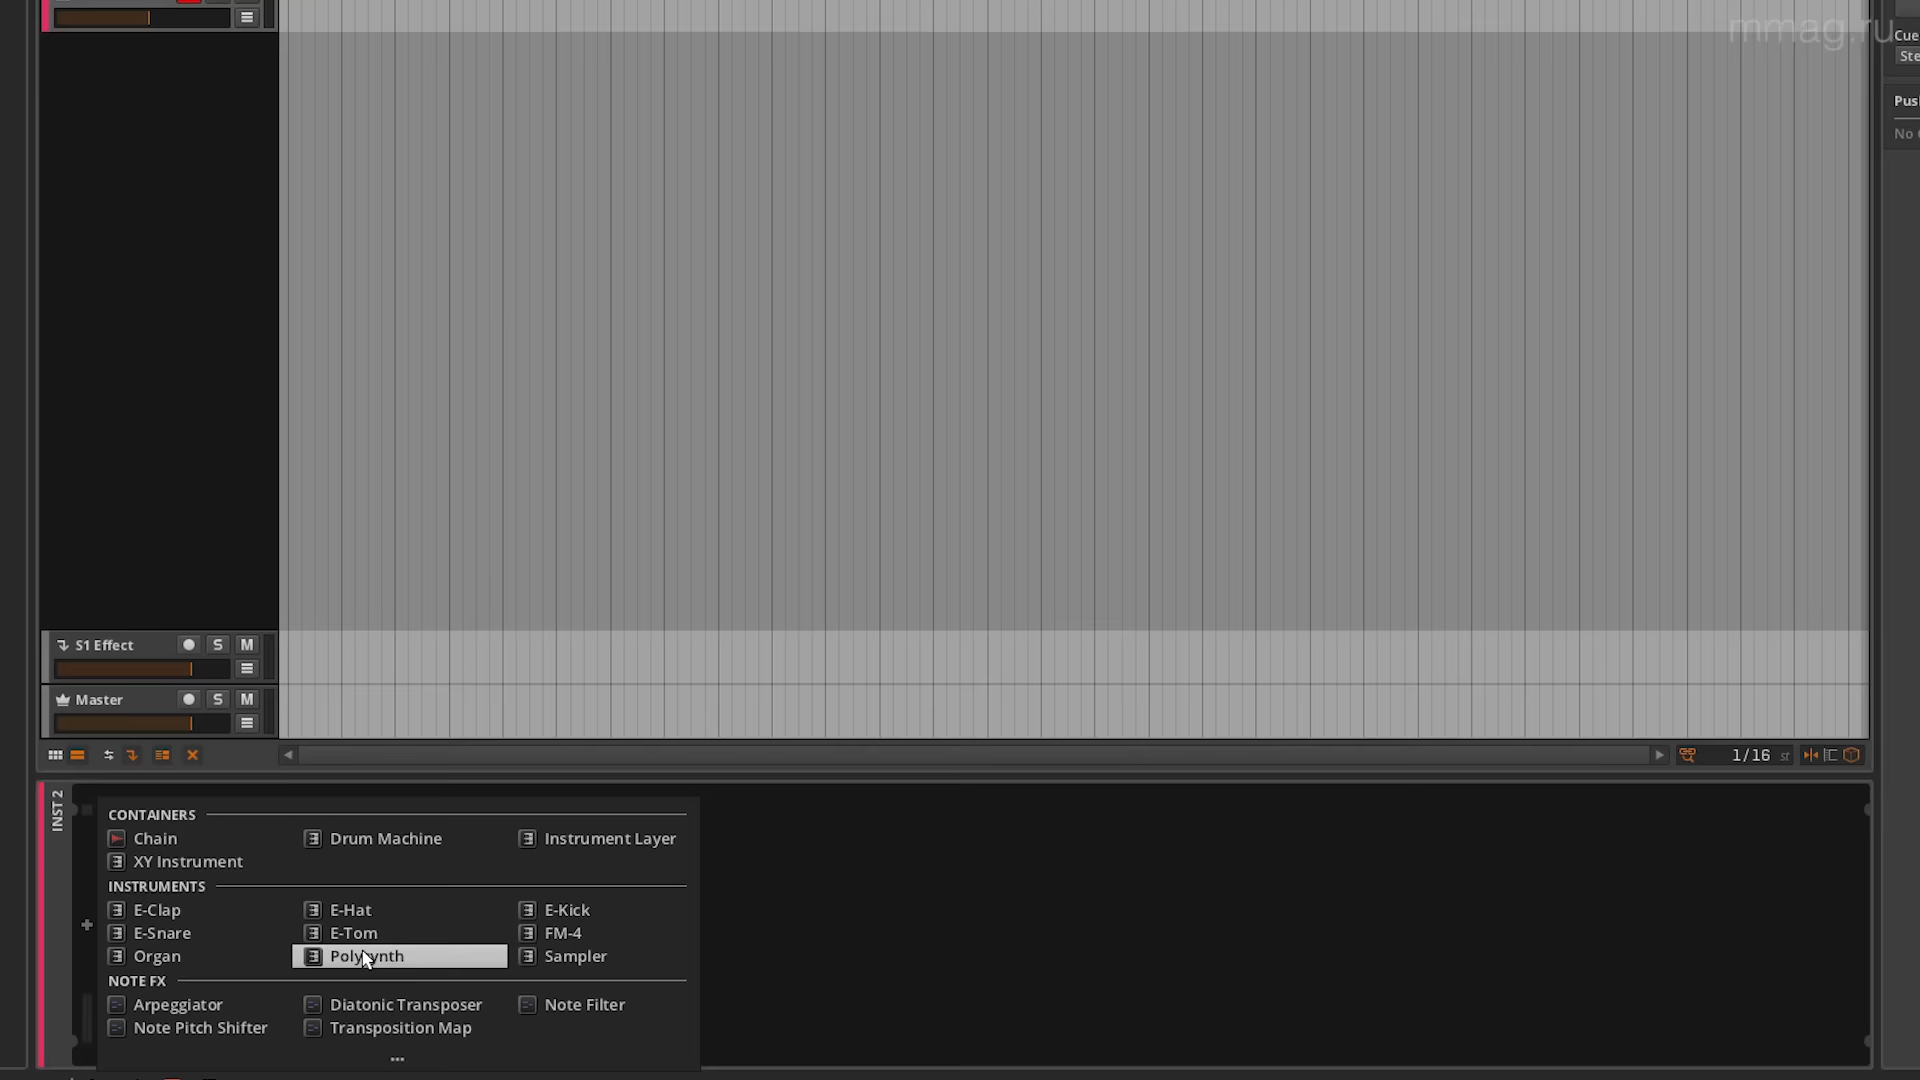 mmag.ru
Cue
Ste
Pus
No
S1 Effect S M
Master S M
1/16 st
INST 2
CONTAINERS
Chain Drum Machine Instrument Layer
XY Instrument
INSTRUMENTS
E-Clap E-Hat E-Kick
E-Snare E-Tom FM-4
Organ Polysynth Sampler
NOTE FX
Arpeggiator Diatonic Transposer Note Filter
Note Pitch Shifter Transposition Map
...